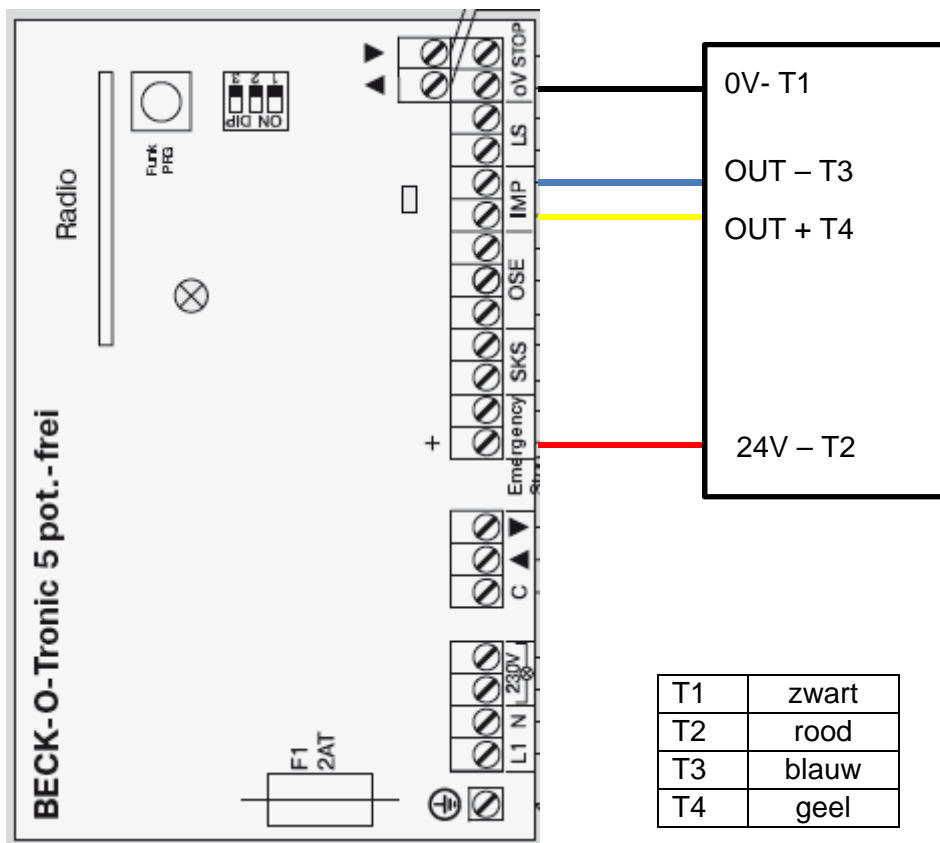 BECK-O-Tronic 5 pot.-frei
Radio
Funk
PRG
ON DIP
1 2 3
▼
▲
STOP
0V
LS
IMP
OSE
SKS
Emergency
+
▼
▲
C
230V
N
L1
F1
2AT
0V- T1
OUT – T3
OUT + T4
24V – T2
T1 zwart
T2 rood
T3 blauw
T4 geel